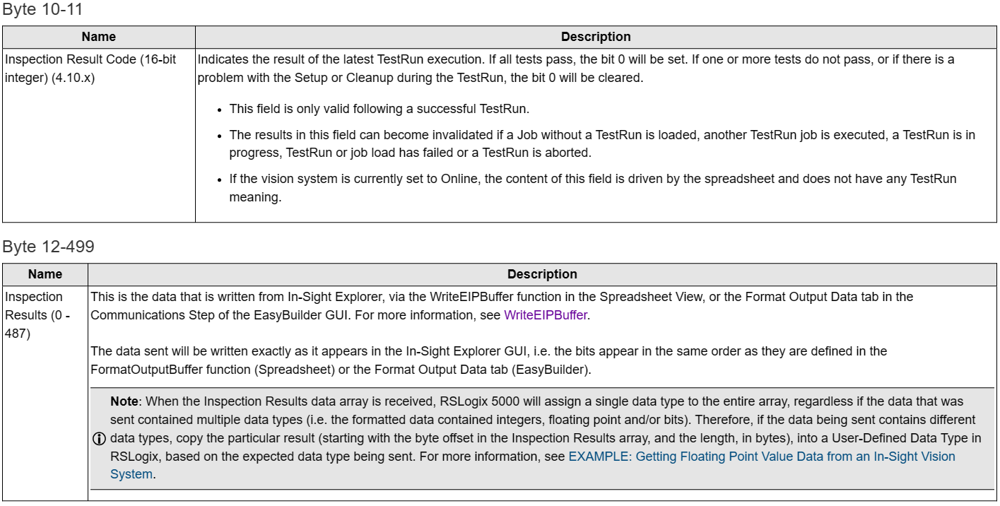 Byte 10-11
Name
Description
Inspection Result Code (16-bit
integer) (4.10.x)
Indicates the result of the latest TestRun execution. If all tests pass, the bit 0 will be set. If one or more tests do not pass, or if there is a
problem with the Setup or Cleanup during the TestRun, the bit 0 will be cleared.
• This field is only valid following a successful TestRun.
• The results in this field can become invalidated if a Job without a TestRun is loaded, another TestRun job is executed, a TestRun is in
progress, TestRun or job load has failed or a TestRun is aborted.
• If the vision system is currently set to Online, the content of this field is driven by the spreadsheet and does not have any TestRun
meaning.
Byte 12-499
Name
Description
Inspection
Results (0 -
487)
This is the data that is written from In-Sight Explorer, via the WriteEIPBuffer function in the Spreadsheet View, or the Format Output Data tab in the
Communications Step of the EasyBuilder GUI. For more information, see WriteEIPBuffer.
The data sent will be written exactly as it appears in the In-Sight Explorer GUI, i.e. the bits appear in the same order as they are defined in the
FormatOutputBuffer function (Spreadsheet) or the Format Output Data tab (EasyBuilder).
Note: When the Inspection Results data array is received, RSLogix 5000 will assign a single data type to the entire array, regardless if the data that was
sent contained multiple data types (i.e. the formatted data contained integers, floating point and/or bits). Therefore, if the data being sent contains different
data types, copy the particular result (starting with the byte offset in the Inspection Results array, and the length, in bytes), into a User-Defined Data Type in
RSLogix, based on the expected data type being sent. For more information, see EXAMPLE: Getting Floating Point Value Data from an In-Sight Vision
System.